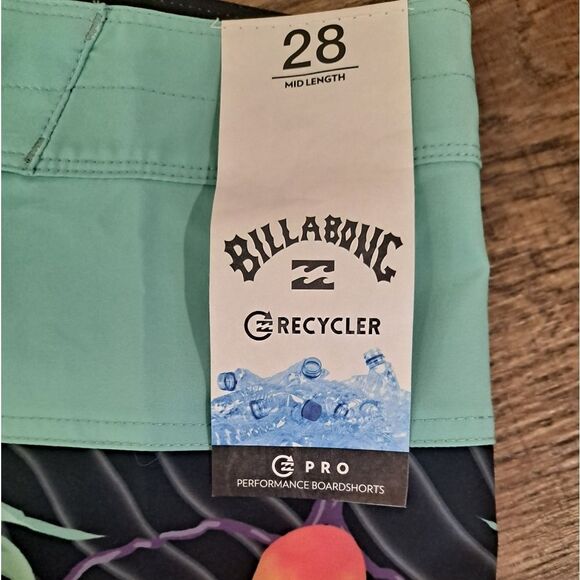 28
MID LENGTH
BILLABONG
RECYCLER
PRO
PERFORMANCE BOARDSHORTS